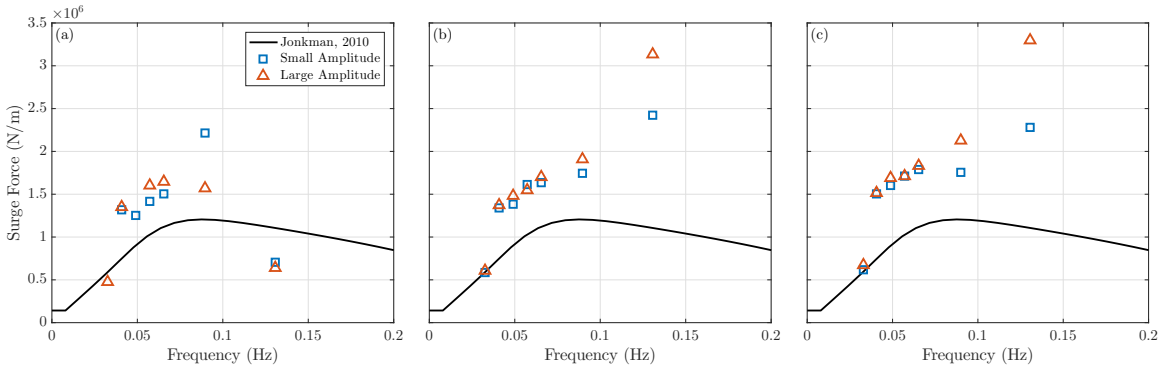 ×10⁶
3.5
3
2.5
2
1.5
1
0.5
0
Surge Force (N/m)
(a)
Jonkman, 2010
Small Amplitude
Large Amplitude
0 0.05 0.1 0.15 0.2
Frequency (Hz)
(b)
0 0.05 0.1 0.15 0.2
Frequency (Hz)
(c)
0 0.05 0.1 0.15 0.2
Frequency (Hz)